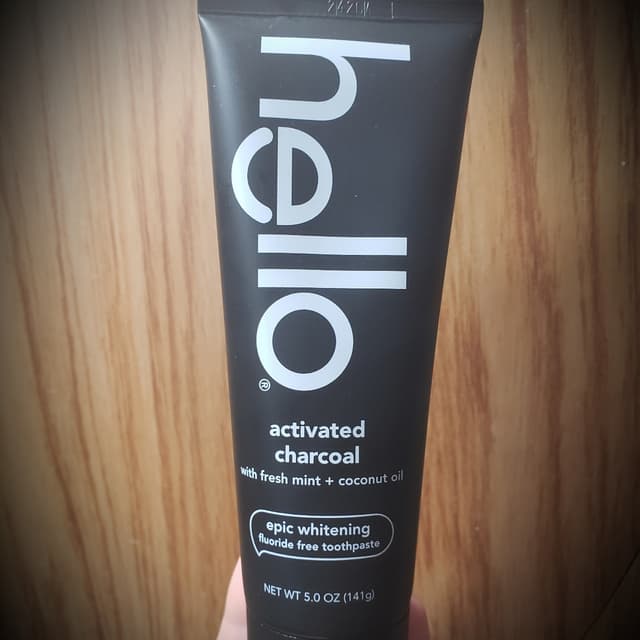 hello®
activated
charcoal
with fresh mint + coconut oil
epic whitening
fluoride free toothpaste
NET WT 5.0 OZ (141g)